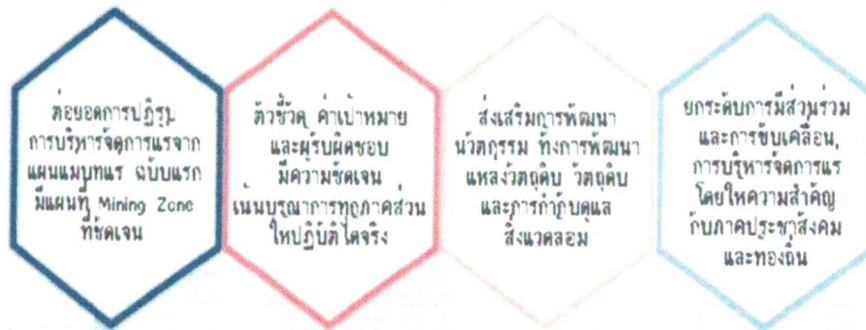 ต่อยอดการปฏิรูป
การบริหารจัดการแร่จาก
แผนแม่บทแร่ ฉบับแรก
มีแผนที่ Mining Zone
ที่ชัดเจน
ตัวชี้วัด ค่าเป้าหมาย
และผู้รับผิดชอบ
มีความชัดเจน
เน้นบูรณาการทุกภาคส่วน
ให้ปฏิบัติได้จริง
ส่งเสริมการพัฒนา
นวัตกรรม ทั้งการพัฒนา
แหล่งวัตถุดิบ วัตถุดิบ
และการกำกับดูแล
สิ่งแวดล้อม
ยกระดับการมีส่วนร่วม
และการขับเคลื่อน
การบริหารจัดการแร่
โดยให้ความสำคัญ
กับภาคประชาสังคม
และท้องถิ่น